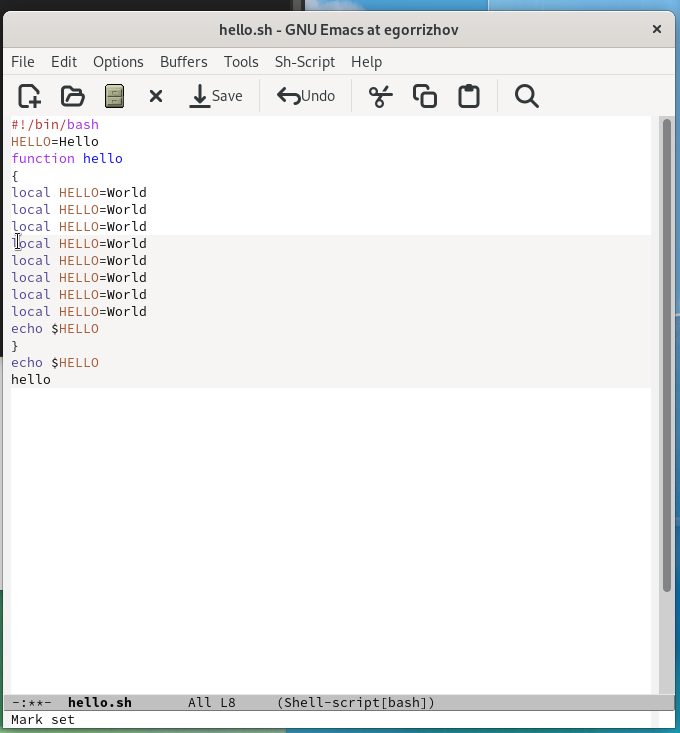 hello.sh - GNU Emacs at egorrizhov
File Edit Options Buffers Tools Sh-Script Help
Save Undo
#!/bin/bash
HELLO=Hello
function hello
{
local HELLO=World
local HELLO=World
local HELLO=World
local HELLO=World
local HELLO=World
local HELLO=World
local HELLO=World
local HELLO=World
echo $HELLO
}
echo $HELLO
hello
-:**- hello.sh All L8 (Shell-script[bash])
Mark set